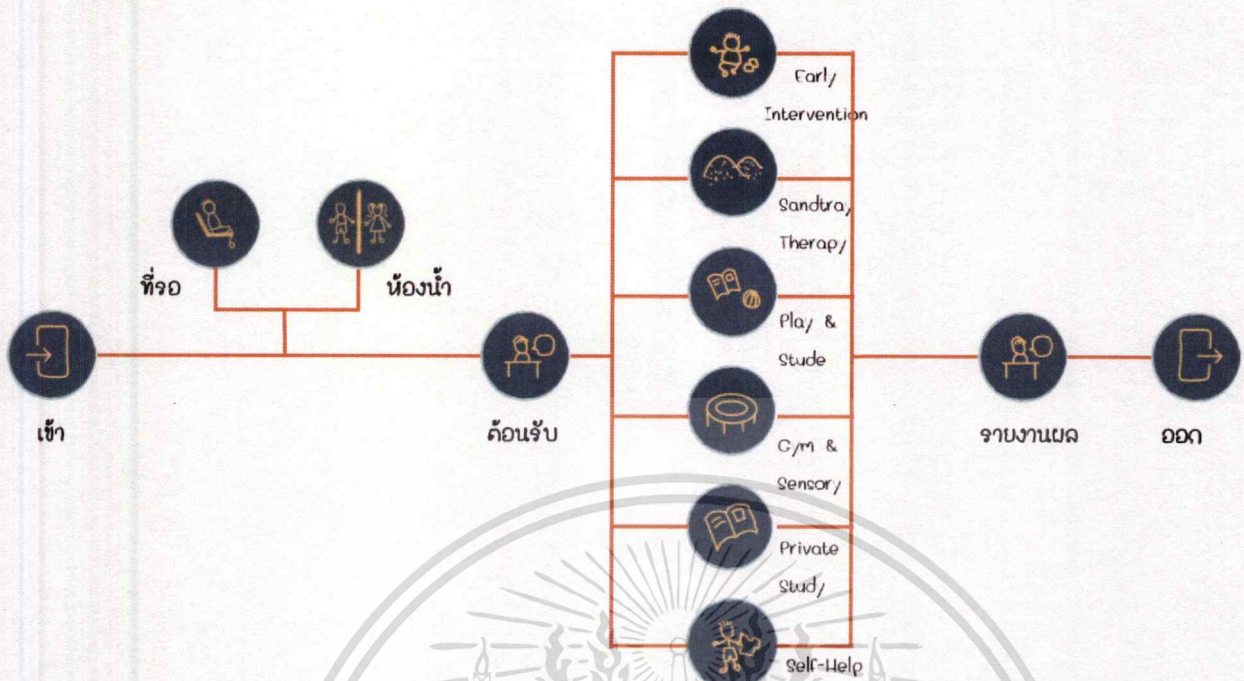 Early
Intervention
Sandtray
Therapy
ที่รอ
ห้องน้ำ
Play &
Stude
เข้า
ต้อนรับ
Gym &
Sensory
รายงานผล
ออก
Private
Study
Self-Help